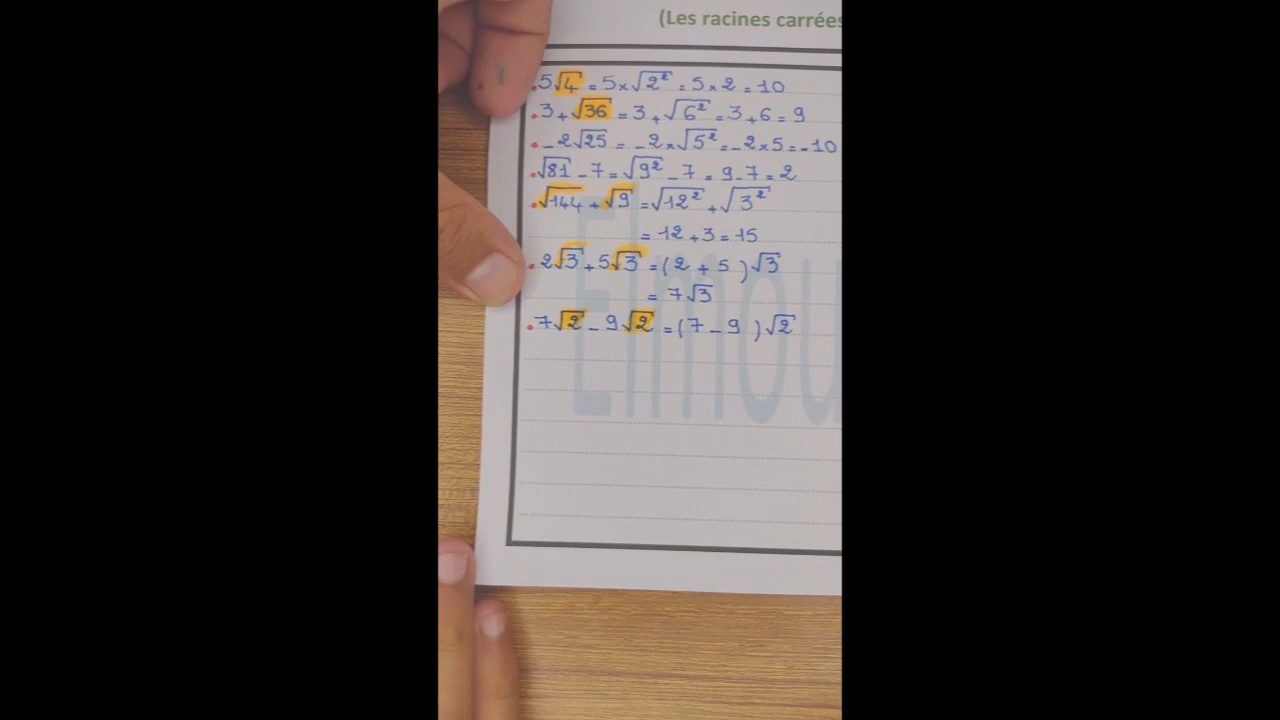 (Les racines carrées
. 5√4 = 5×√2² = 5×2 = 10
. 3+√36 = 3+√6² = 3+6 = 9
. -2√25 = -2×√5² = -2×5 = -10
. √81 - 7 = √9² - 7 = 9-7 = 2
. √144 + √9 = √12² + √3²
= 12+3 = 15
. 2√3 + 5√3 = (2 + 5 )√3
= 7√3
. 7√2 - 9√2 = (7 - 9 )√2
Elmou